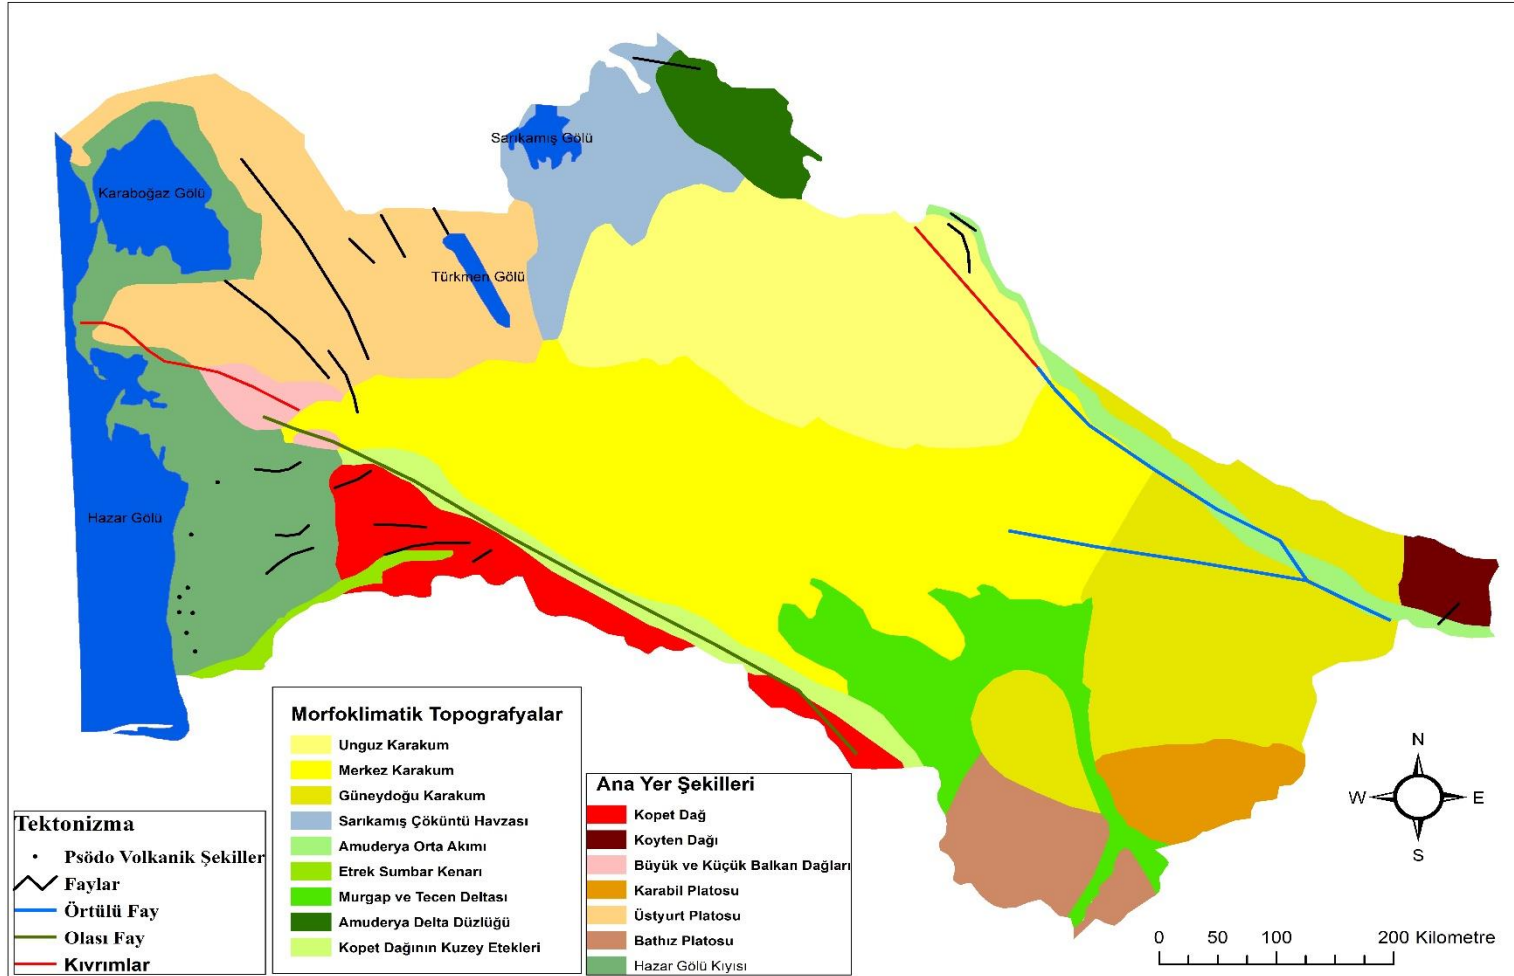 Sarıkamış Gölü
Karaboğaz Gölü
Türkmen Gölü
Hazar Gölü
Morfoklimatik Topografyalar
Unguz Karakum
Merkez Karakum
Güneydoğu Karakum
Sarıkamış Çöküntü Havzası
Amuderya Orta Akımı
Etrek Sumbar Kenarı
Murgap ve Tecen Deltası
Amuderya Delta Düzlüğü
Kopet Dağının Kuzey Etekleri
Ana Yer Şekilleri
Kopet Dağ
Koyten Dağı
Büyük ve Küçük Balkan Dağları
Karabil Platosu
Üstyurt Platosu
Bathız Platosu
Hazar Gölü Kıyısı
Tektonizma
Psödo Volkanik Şekiller
Faylar
Örtülü Fay
Olası Fay
Kıvrımlar
N
W E
S
0 50 100 200 Kilometre